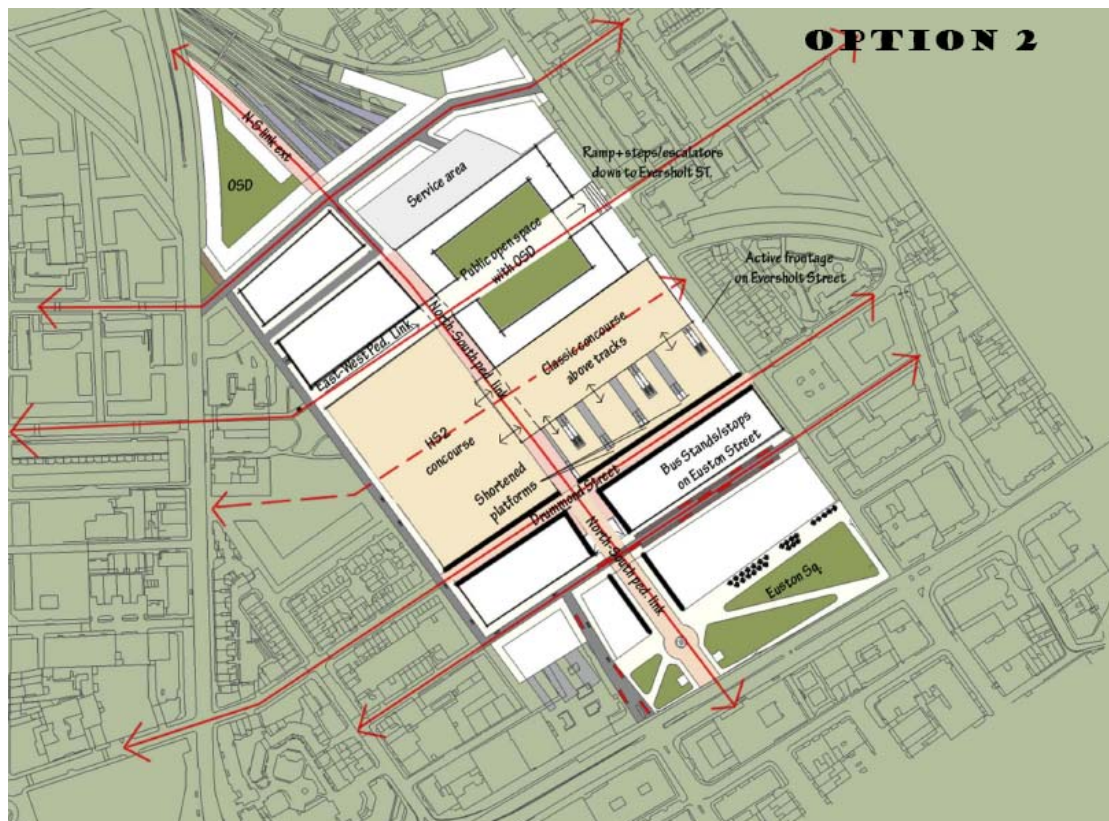 OPTION 2
N-S link ext
OSD
Service area
Ramp+steps/escalators
down to Eversholt ST.
Public open space
with OSD
Active frontage
on Eversholt Street
East-West Ped. Link
North-South ped. link
Classic concourse
above tracks
HS2
concourse
Shortened
platforms
Drummond Street
Bus Stands/stops
on Euston Street
North-South ped. link
Euston Sq.